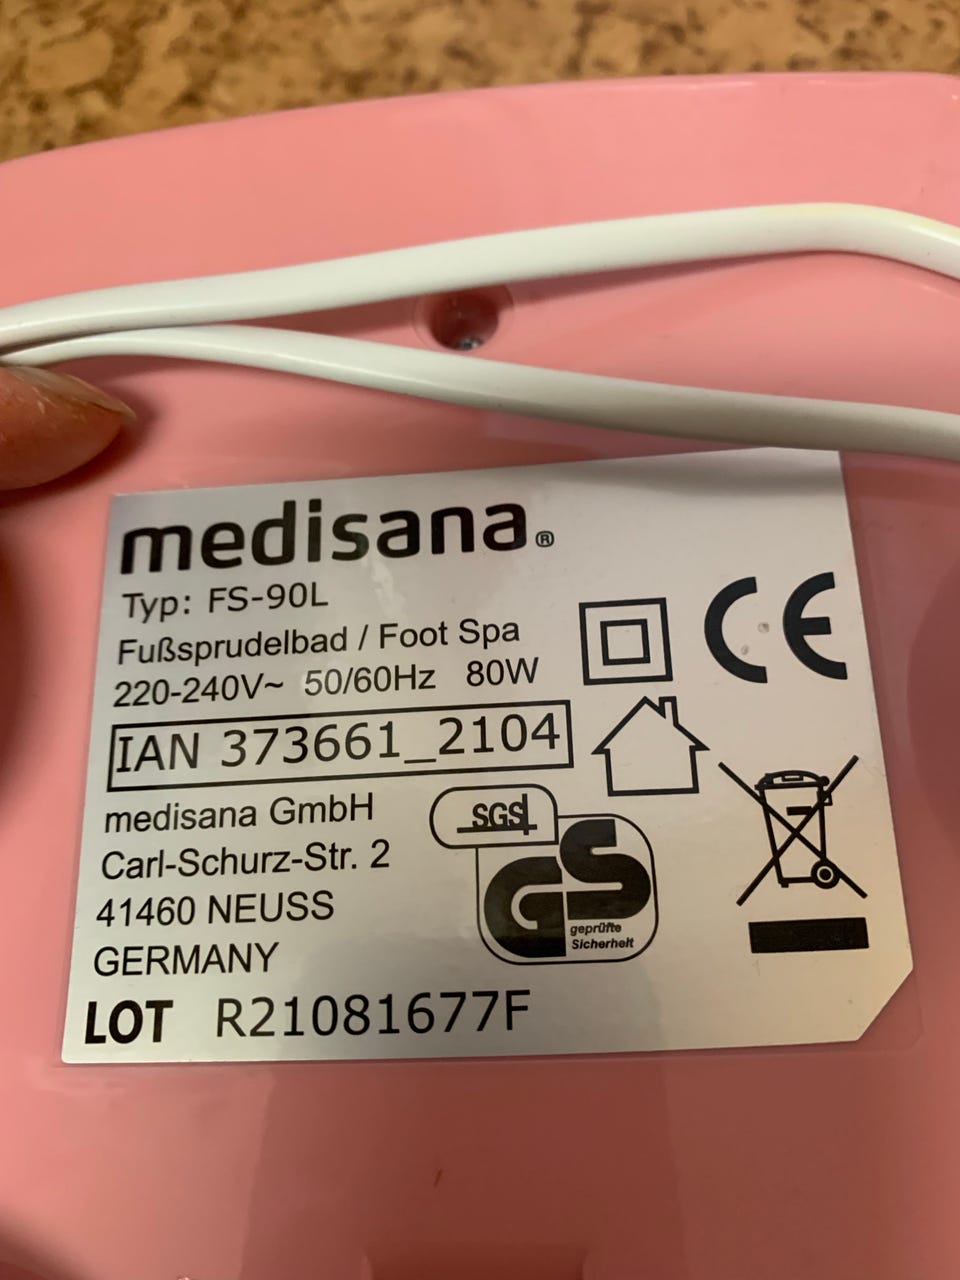 medisana®
Typ: FS-90L
Fußsprudelbad / Foot Spa
220-240V~ 50/60Hz 80W
IAN 373661_2104
medisana GmbH
Carl-Schurz-Str. 2
41460 NEUSS
GERMANY
LOT R21081677F
CE
SGS
GS
geprüfte
Sicherheit